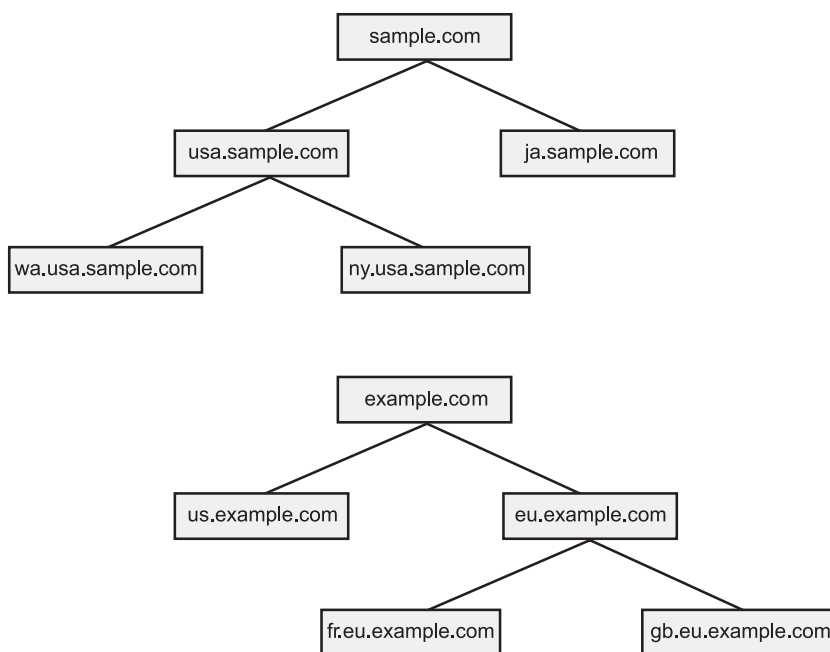 sample.com
usa.sample.com
ja.sample.com
wa.usa.sample.com
ny.usa.sample.com
example.com
us.example.com
eu.example.com
fr.eu.example.com
gb.eu.example.com